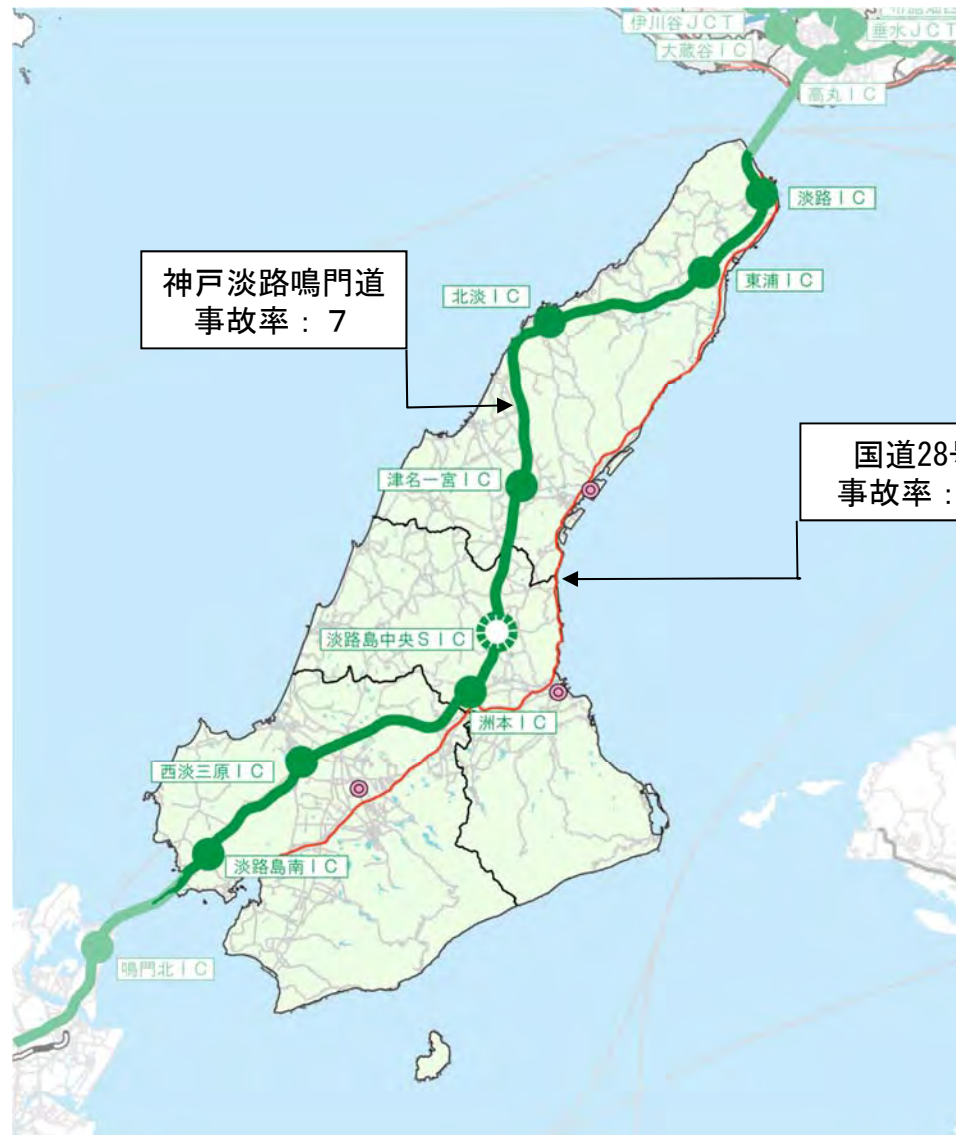 伊川谷JCT
垂水JCT
大蔵谷IC
高丸IC
淡路IC
東浦IC
北淡IC
神戸淡路鳴門道
事故率：７
国道28
事故率：
津名一宮IC
淡路島中央SIC
洲本IC
西淡三原IC
淡路島南IC
鳴門北IC